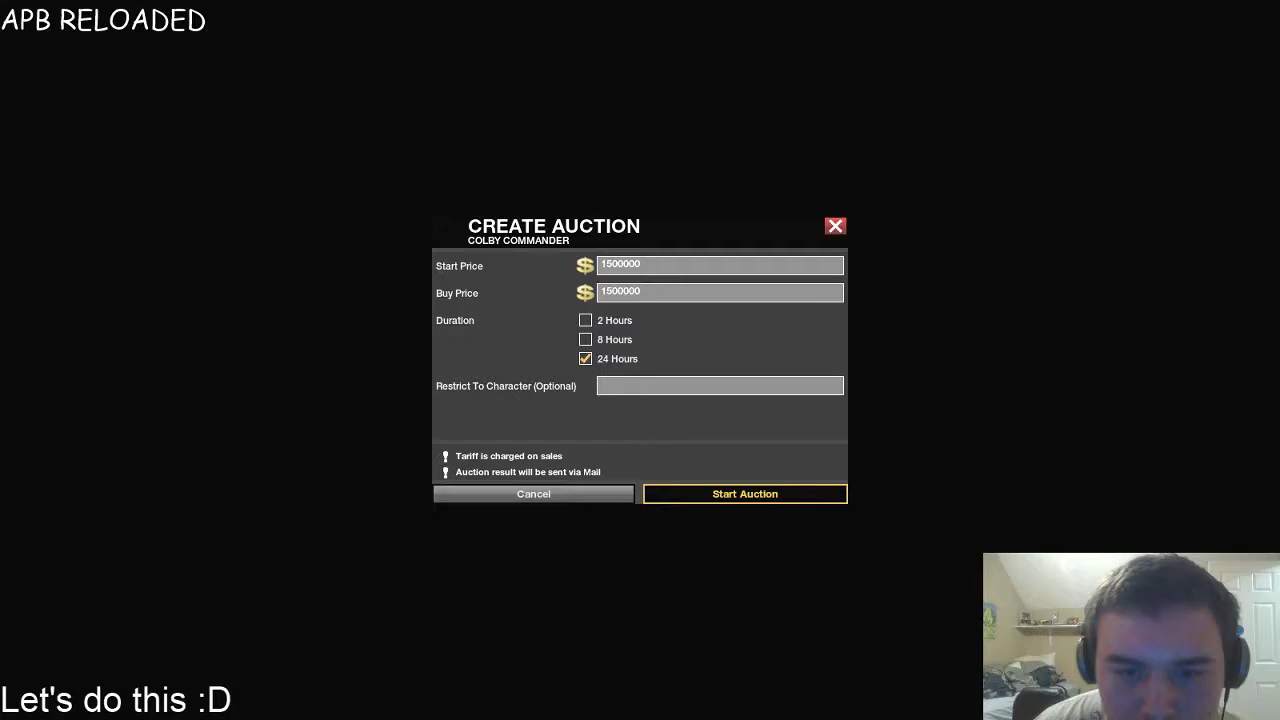 APB RELOADED
CREATE AUCTION
COLBY COMMANDER
Start Price $ 1500000
Buy Price $ 1500000
Duration 2 Hours
8 Hours
24 Hours
Restrict To Character (Optional)
! Tariff is charged on sales
! Auction result will be sent via Mail
Cancel Start Auction
Let's do this :D